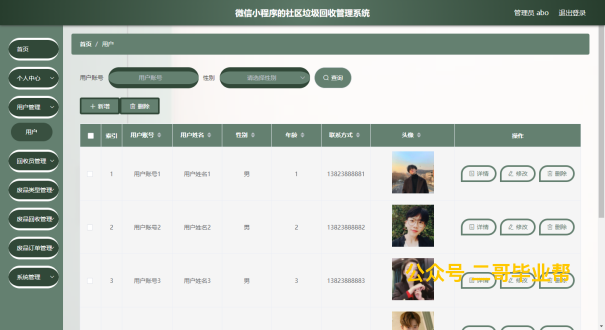 微信小程序的社区垃圾回收管理系统
管理员 abo 退出登录
首页
个人中心
用户管理
用户
回收员管理
废品类型管理
废品回收管理
废品订单管理
系统管理
首页 / 用户
用户账号 用户账号 性别 请选择性别 查询
新增 删除
索引 用户账号 用户姓名 性别 年龄 联系方式 头像 操作
1 用户账号1 用户姓名1 男 1 13823888881 详情 修改 删除
2 用户账号2 用户姓名2 男 2 13823888882 详情 修改 删除
3 用户账号3 用户姓名3 男 3 13823888883 详情 修改 删除
公众号 二哥毕业帮